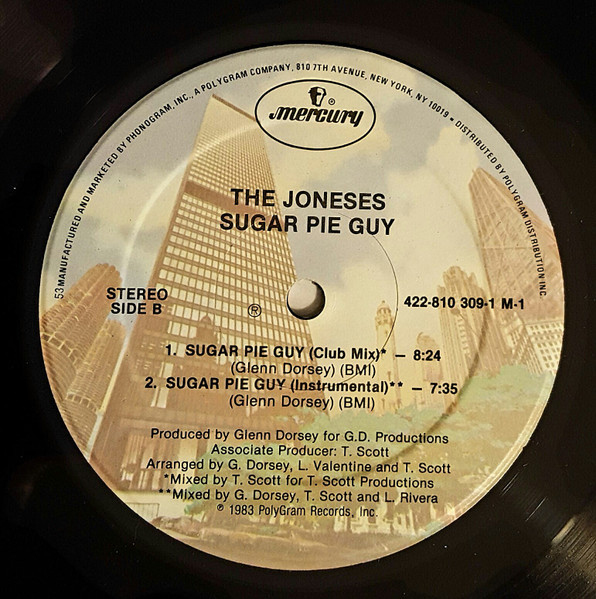 53 MANUFACTURED AND MARKETED BY PHONOGRAM, INC., A POLYGRAM COMPANY, 810 7TH AVENUE, NEW YORK, NY 10019 • DISTRIBUTED BY POLYGRAM DISTRIBUTION INC
mercury ®
THE JONESES
SUGAR PIE GUY
STEREO
SIDE B
Ⓡ
422-810 309-1 M-1
1. SUGAR PIE GUY (Club Mix)* — 8:24
(Glenn Dorsey) (BMI)
2. SUGAR PIE GUY (Instrumental)** — 7:35
(Glenn Dorsey) (BMI)
Produced by Glenn Dorsey for G.D. Productions
Associate Producer: T. Scott
Arranged by G. Dorsey, L. Valentine and T. Scott
*Mixed by T. Scott for T. Scott Productions
**Mixed by G. Dorsey, T. Scott and L. Rivera
℗ 1983 PolyGram Records, Inc.